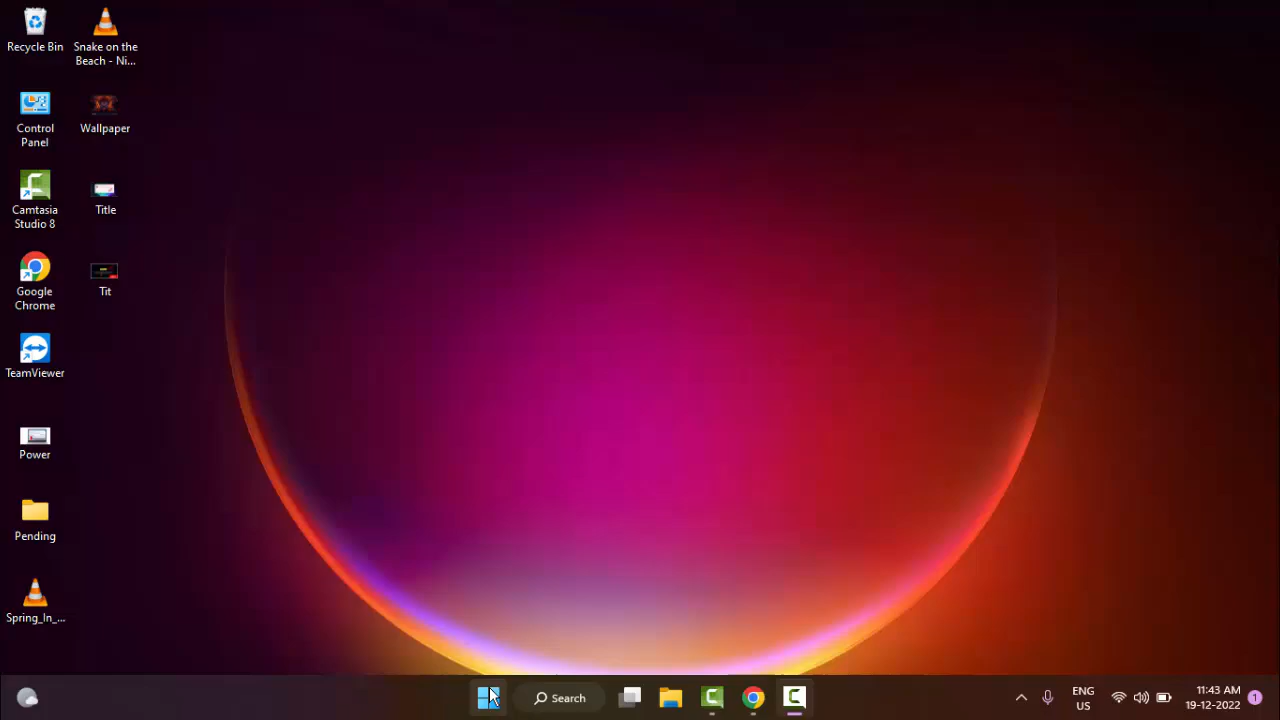 Recycle Bin
Snake on the
Beach - Ni...
Control
Panel
Wallpaper
Camtasia
Studio 8
Title
Google
Chrome
Tit
TeamViewer
Power
Pending
Spring_In_...
Search
ENG
US
11:43 AM
19-12-2022
1